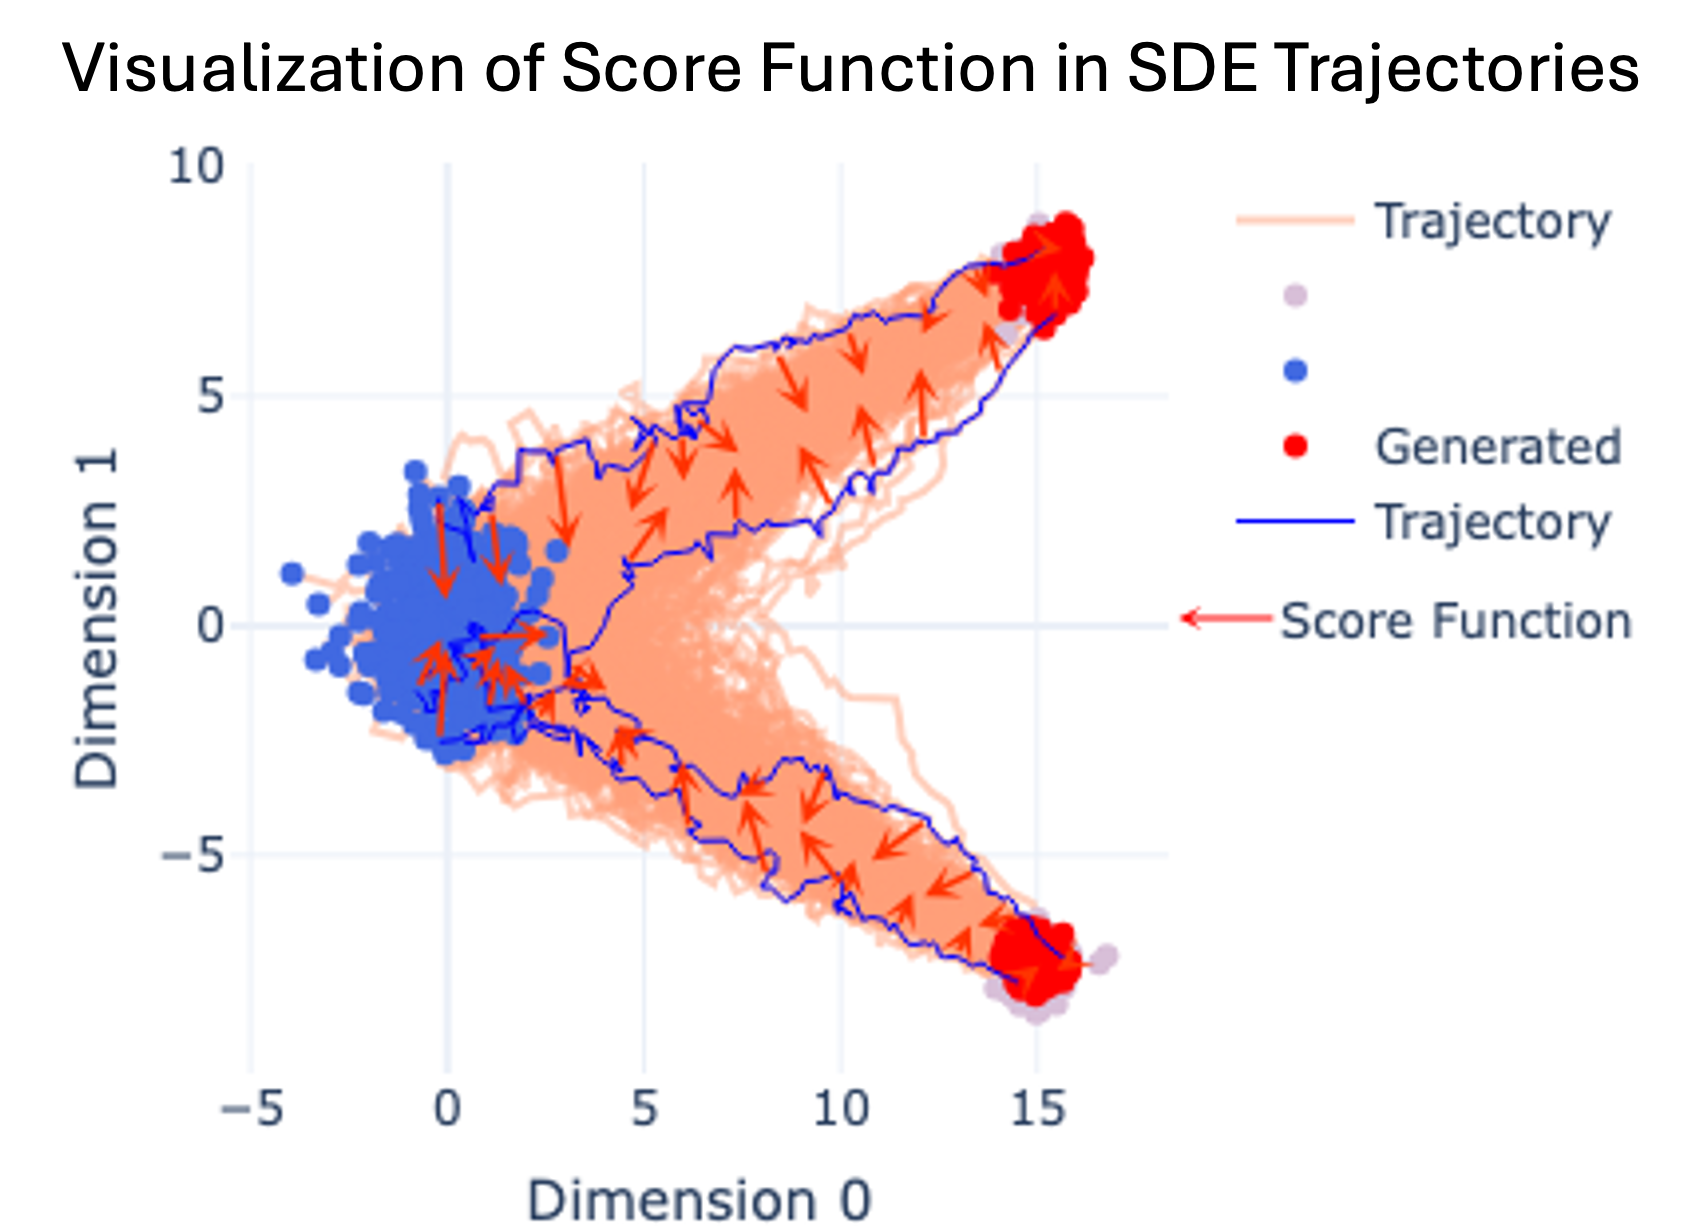 Visualization of Score Function in SDE Trajectories
10
5
0
−5
Dimension 1
−5 0 5 10 15
Dimension 0
Trajectory
Generated
Trajectory
Score Function